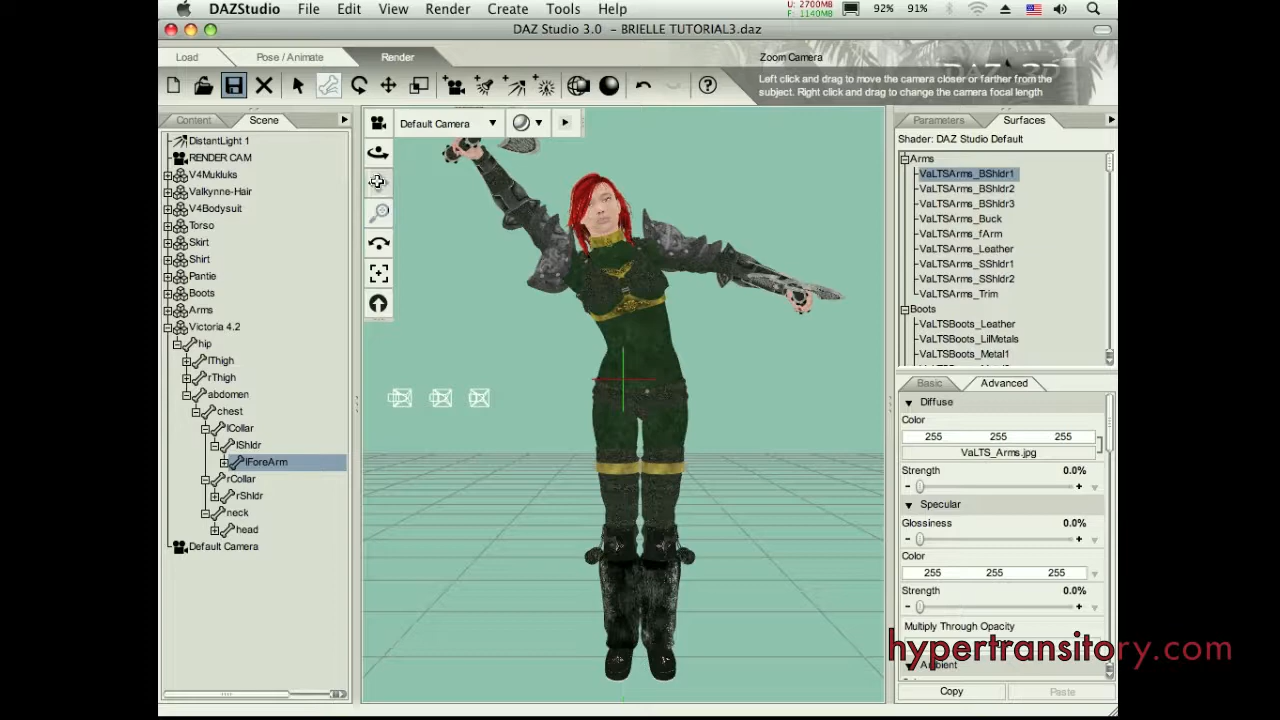 DAZStudio File Edit View Render Create Tools Help
U: 2700MB
F: 1140MB
92% 91%
DAZ Studio 3.0 - BRIELLE TUTORIAL3.daz
Load Pose / Animate Render
Zoom Camera
Left click and drag to move the camera closer or farther from the
subject. Right click and drag to change the camera focal length
Content Scene
DistantLight 1
RENDER CAM
V4Mukluks
Valkynne-Hair
V4Bodysuit
Torso
Skirt
Shirt
Pantie
Boots
Arms
Victoria 4.2
hip
lThigh
rThigh
abdomen
chest
lCollar
lShldr
lForeArm
rCollar
rShldr
neck
head
Default Camera
Default Camera
Parameters Surfaces
Shader: DAZ Studio Default
Arms
VaLTSArms_BShldr1
VaLTSArms_BShldr2
VaLTSArms_BShldr3
VaLTSArms_Buck
VaLTSArms_fArm
VaLTSArms_Leather
VaLTSArms_SShldr1
VaLTSArms_SShldr2
VaLTSArms_Trim
Boots
VaLTSBoots_Leather
VaLTSBoots_LilMetals
VaLTSBoots_Metal1
Basic Advanced
Diffuse
Color
255 255 255
VaLTS_Arms.jpg
Strength 0.0%
Specular
Glossiness 0.0%
Color
255 255 255
Strength 0.0%
Multiply Through Opacity
hypertransitory.com
Ambient
Copy Paste